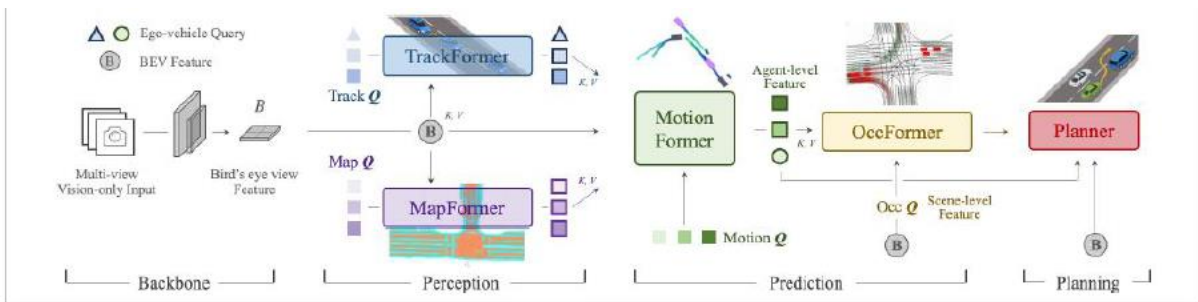 Ego-vehicle Query
B BEV Feature
B
Multi-view
Vision-only Input
Bird's eye view
Feature
Backbone
TrackFormer
Track Q
K, V
B
K, V
Map Q
K, V
MapFormer
Perception
Motion
Former
Agent-level
Feature
K, V
OccFormer
Planner
Occ Q
Scene-level
Feature
Motion Q
B
B
Prediction
Planning